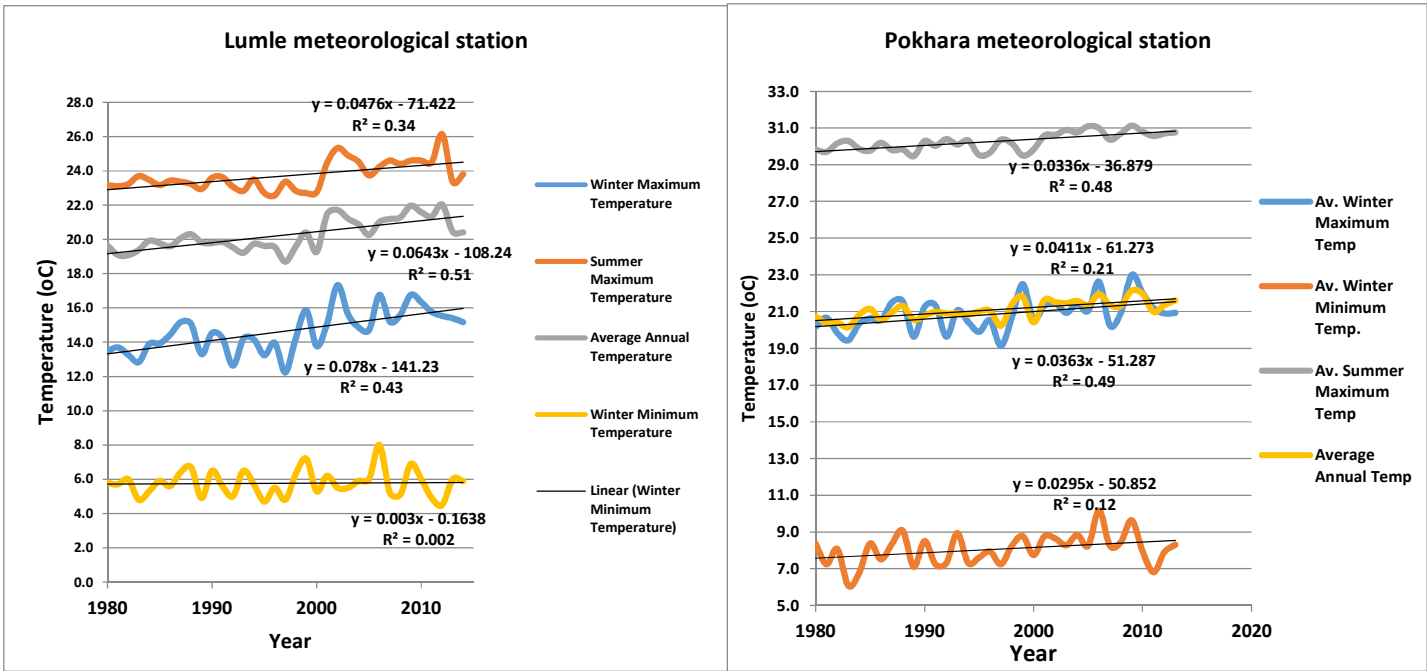 Lumle meteorological station
Temperature (oC)
28.0
26.0
24.0
22.0
20.0
18.0
16.0
14.0
12.0
10.0
8.0
6.0
4.0
2.0
0.0
y = 0.0476x - 71.422
R² = 0.34
y = 0.0643x - 108.24
R² = 0.51
y = 0.078x - 141.23
R² = 0.43
y = 0.003x - 0.1638
R² = 0.002
1980
1990
2000
2010
Year
Winter Maximum
Temperature
Summer
Maximum
Temperature
Average Annual
Temperature
Winter Minimum
Temperature
Linear (Winter
Minimum
Temperature)
Pokhara meteorological station
Temperature (oC)
33.0
31.0
29.0
27.0
25.0
23.0
21.0
19.0
17.0
15.0
13.0
11.0
9.0
7.0
5.0
y = 0.0336x - 36.879
R² = 0.48
y = 0.0411x - 61.273
R² = 0.21
y = 0.0363x - 51.287
R² = 0.49
y = 0.0295x - 50.852
R² = 0.12
1980
1990
2000
2010
2020
Year
Av. Winter
Maximum
Temp
Av. Winter
Minimum
Temp.
Av. Summer
Maximum
Temp
Average
Annual Temp